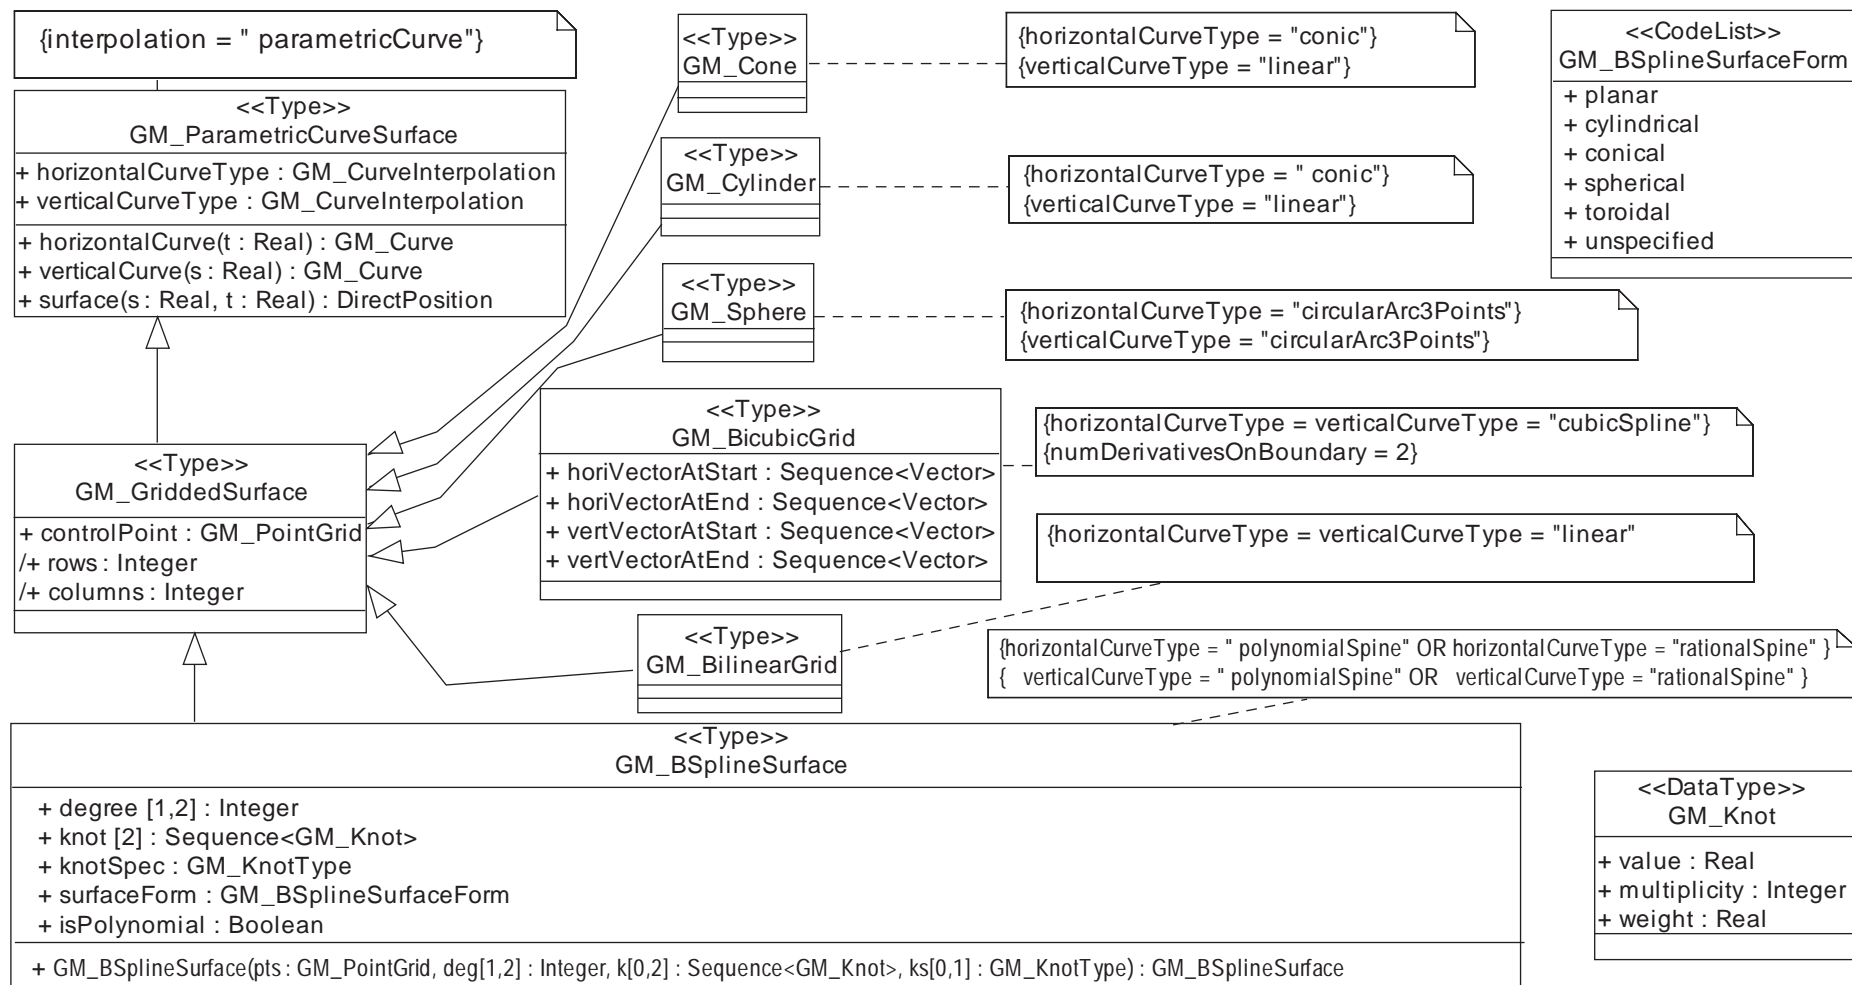 {interpolation = " parametricCurve"}
<<Type>>
GM_ParametricCurveSurface
+ horizontalCurveType : GM_CurveInterpolation
+ verticalCurveType : GM_CurveInterpolation
+ horizontalCurve(t : Real) : GM_Curve
+ verticalCurve(s : Real) : GM_Curve
+ surface(s : Real, t : Real) : DirectPosition
<<Type>>
GM_Cone
{horizontalCurveType = "conic"}
{verticalCurveType = "linear"}
<<CodeList>>
GM_BSplineSurfaceForm
+ planar
+ cylindrical
+ conical
+ spherical
+ toroidal
+ unspecified
<<Type>>
GM_Cylinder
{horizontalCurveType = " conic"}
{verticalCurveType = "linear"}
<<Type>>
GM_Sphere
{horizontalCurveType = "circularArc3Points"}
{verticalCurveType = "circularArc3Points"}
<<Type>>
GM_GriddedSurface
+ controlPoint : GM_PointGrid
/+ rows : Integer
/+ columns : Integer
<<Type>>
GM_BicubicGrid
+ horiVectorAtStart : Sequence<Vector>
+ horiVectorAtEnd : Sequence<Vector>
+ vertVectorAtStart : Sequence<Vector>
+ vertVectorAtEnd : Sequence<Vector>
{horizontalCurveType = verticalCurveType = "cubicSpline"}
{numDerivativesOnBoundary = 2}
{horizontalCurveType = verticalCurveType = "linear"
<<Type>>
GM_BilinearGrid
{horizontalCurveType = " polynomialSpine" OR horizontalCurveType = "rationalSpine" }
{ verticalCurveType = " polynomialSpine" OR verticalCurveType = "rationalSpine" }
<<Type>>
GM_BSplineSurface
+ degree [1,2] : Integer
+ knot [2] : Sequence<GM_Knot>
+ knotSpec : GM_KnotType
+ surfaceForm : GM_BSplineSurfaceForm
+ isPolynomial : Boolean
+ GM_BSplineSurface(pts : GM_PointGrid, deg[1,2] : Integer, k[0,2] : Sequence<GM_Knot>, ks[0,1] : GM_KnotType) : GM_BSplineSurface
<<DataType>>
GM_Knot
+ value : Real
+ multiplicity : Integer
+ weight : Real